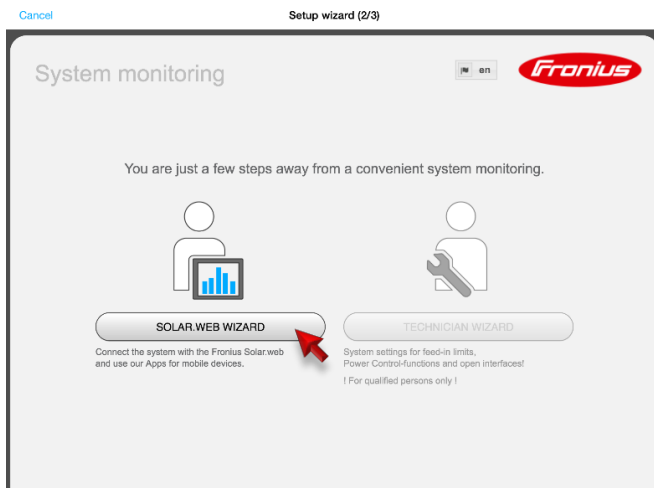 Cancel
Setup wizard (2/3)
System monitoring
en
Fronius
You are just a few steps away from a convenient system monitoring.
SOLAR.WEB WIZARD
TECHNICIAN WIZARD
Connect the system with the Fronius Solar.web
and use our Apps for mobile devices.
System settings for feed-in limits,
Power Control-functions and open interfaces!
! For qualified persons only !